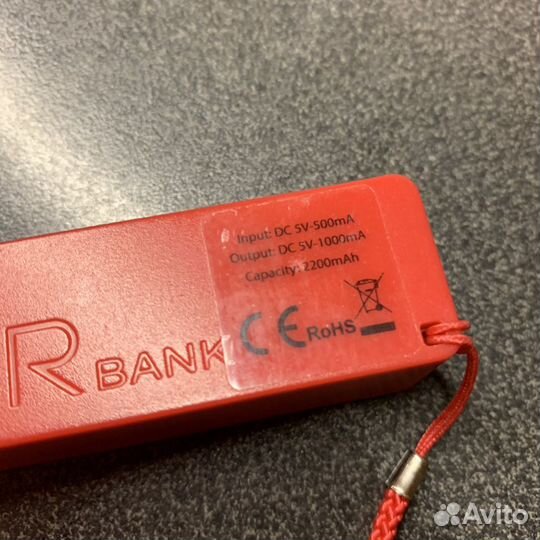 Input: DC 5V-500mA
Output: DC 5V-1000mA
Capacity: 2200mAh
CE RoHS
R BANK
Avito